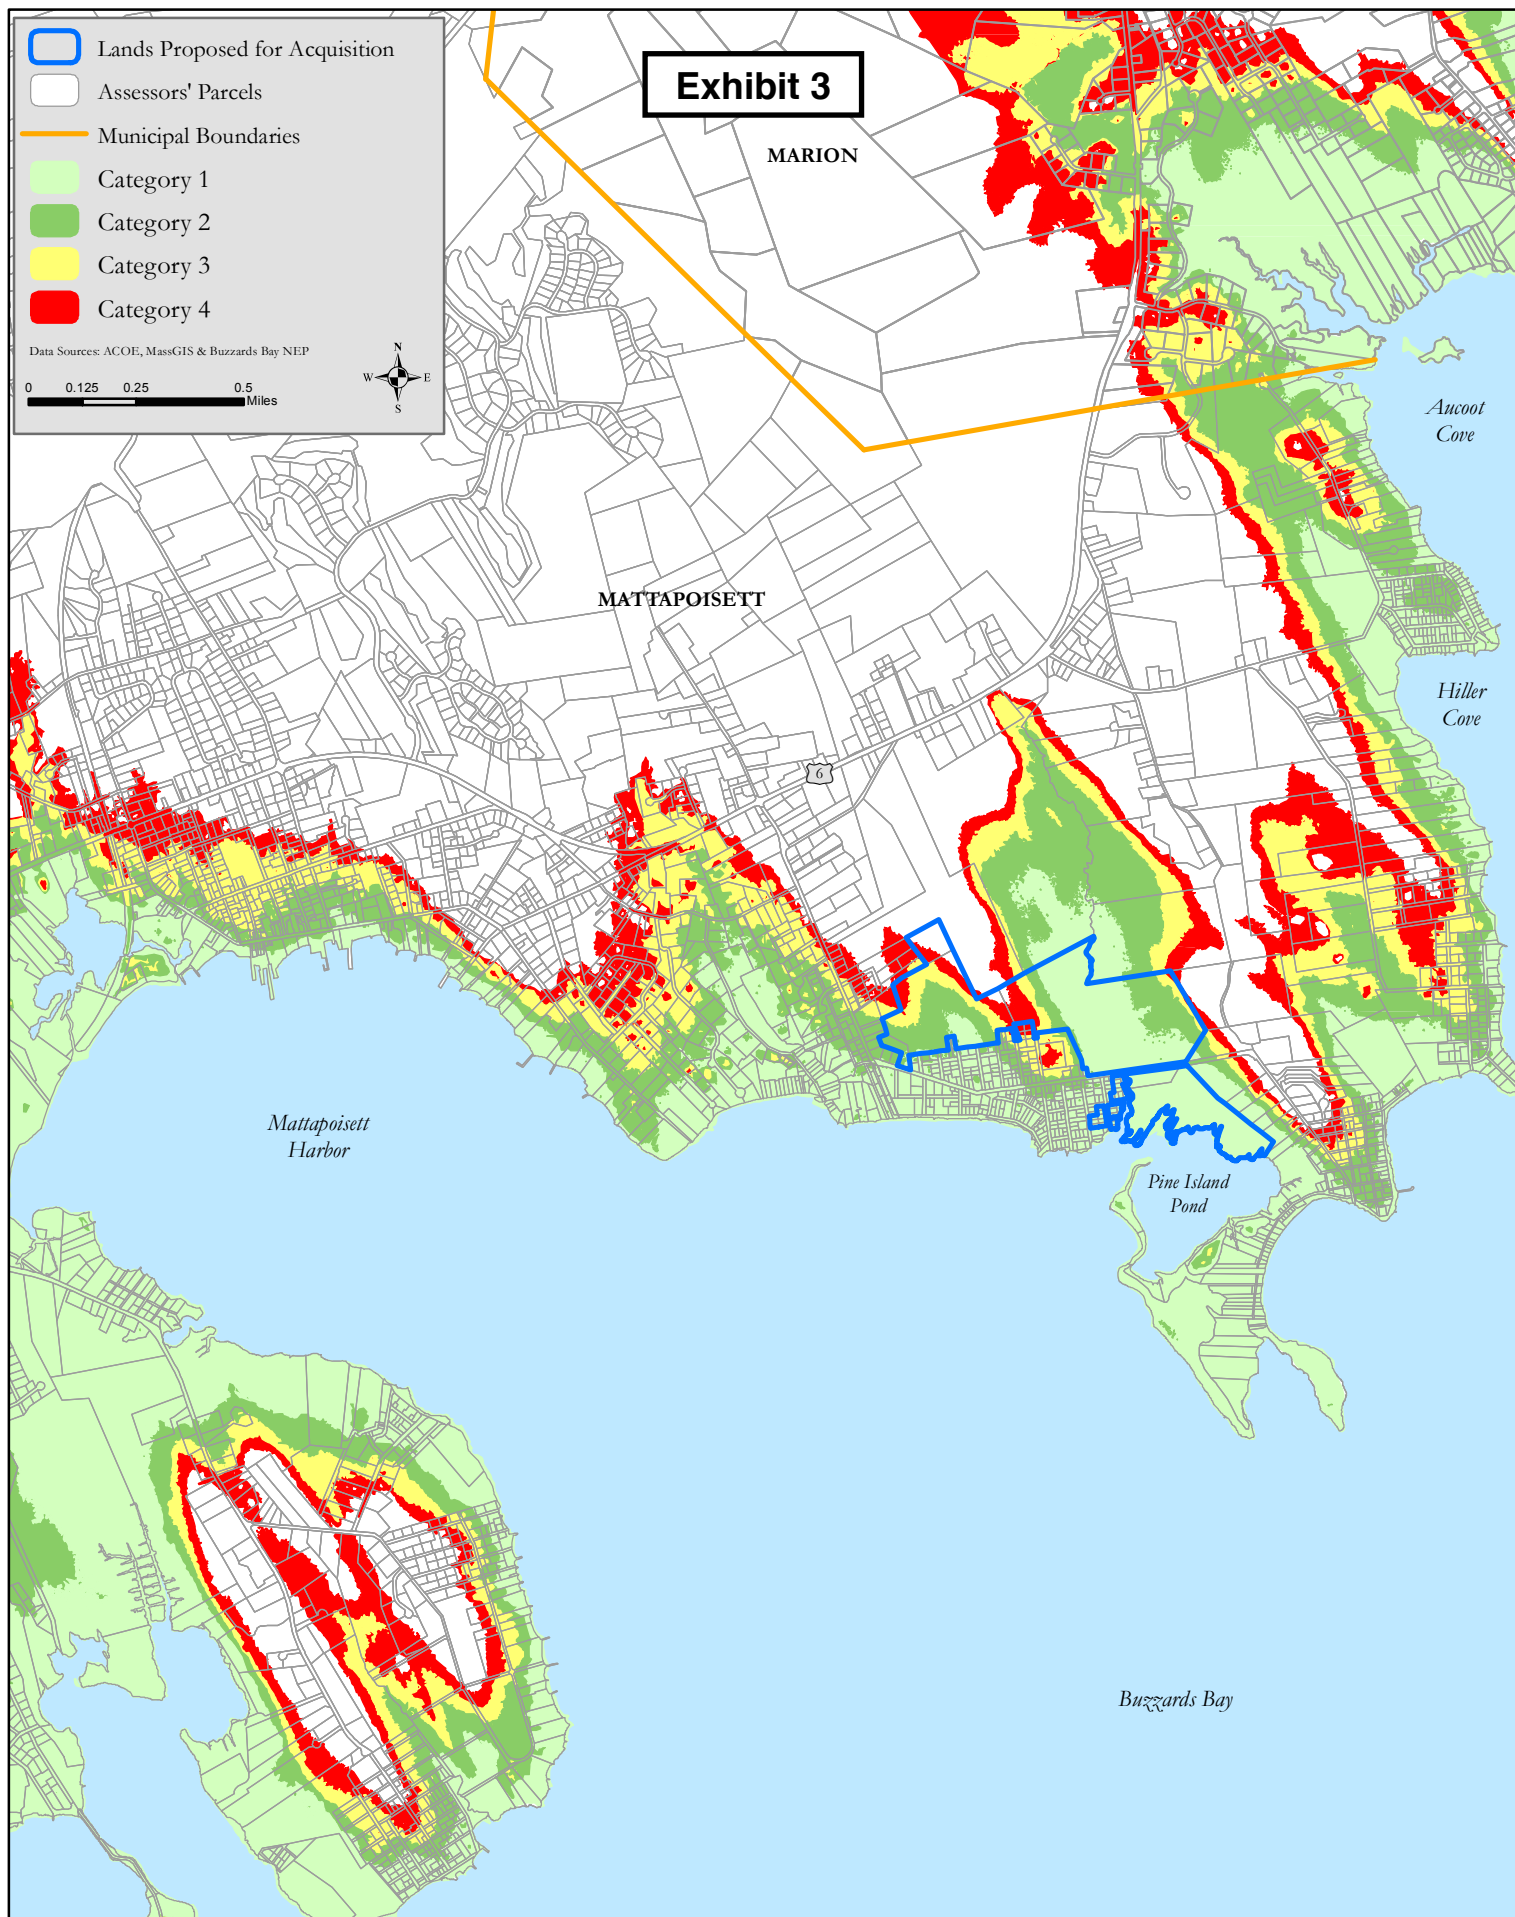 Lands Proposed for Acquisition
Assessors' Parcels
Municipal Boundaries
Category 1
Category 2
Category 3
Category 4
Data Sources: ACOE, MassGIS & Buzzards Bay NEP
0 0.125 0.25 0.5
Miles
N
W E
S
Exhibit 3
MARION
Aucoot
Cove
MATTAPOISETT
Hiller
Cove
6
Mattapoisett
Harbor
Pine Island
Pond
Buzzards Bay